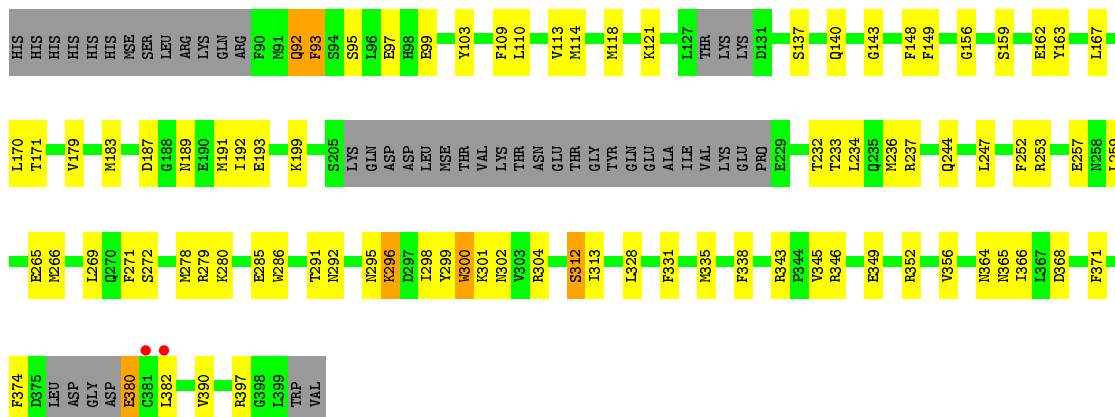 HIS HIS HIS HIS HIS HIS MSE SER LEU ARG LYS GLN ARG F90 M91 Q92 F93 S94 S95 L96 E97 H98 E99 Y103 F109 L110 V113 M114 M118 K121 L127 THR LYS LYS D131 S137 Q140 G143 F148 F149 G156 S159 E162 Y163 L167
L170 T171 V179 M183 D187 G188 N189 E190 M191 I192 E193 K199 S205 LYS GLN ASP ASP LEU MSE THR VAL LYS THR ASN GLU THR GLY TYR GLN GLU ALA ILE VAL LYS GLU PRO E229 T232 T233 L234 Q235 M236 R237 Q244 L247 F252 R253 E257 N258 L259
E265 M266 L269 Q270 F271 S272 M278 R279 K280 E285 W286 T291 N292 N295 K296 D297 I298 Y299 W300 K301 N302 V303 R304 S312 I313 L328 F331 M335 F338 R343 P344 V345 R346 E349 R352 V356 N364 N365 I366 L367 D368 F371
F374 D375 LEU ASP GLY ASP E380 C381 L382 V390 R397 G398 L399 TRP VAL